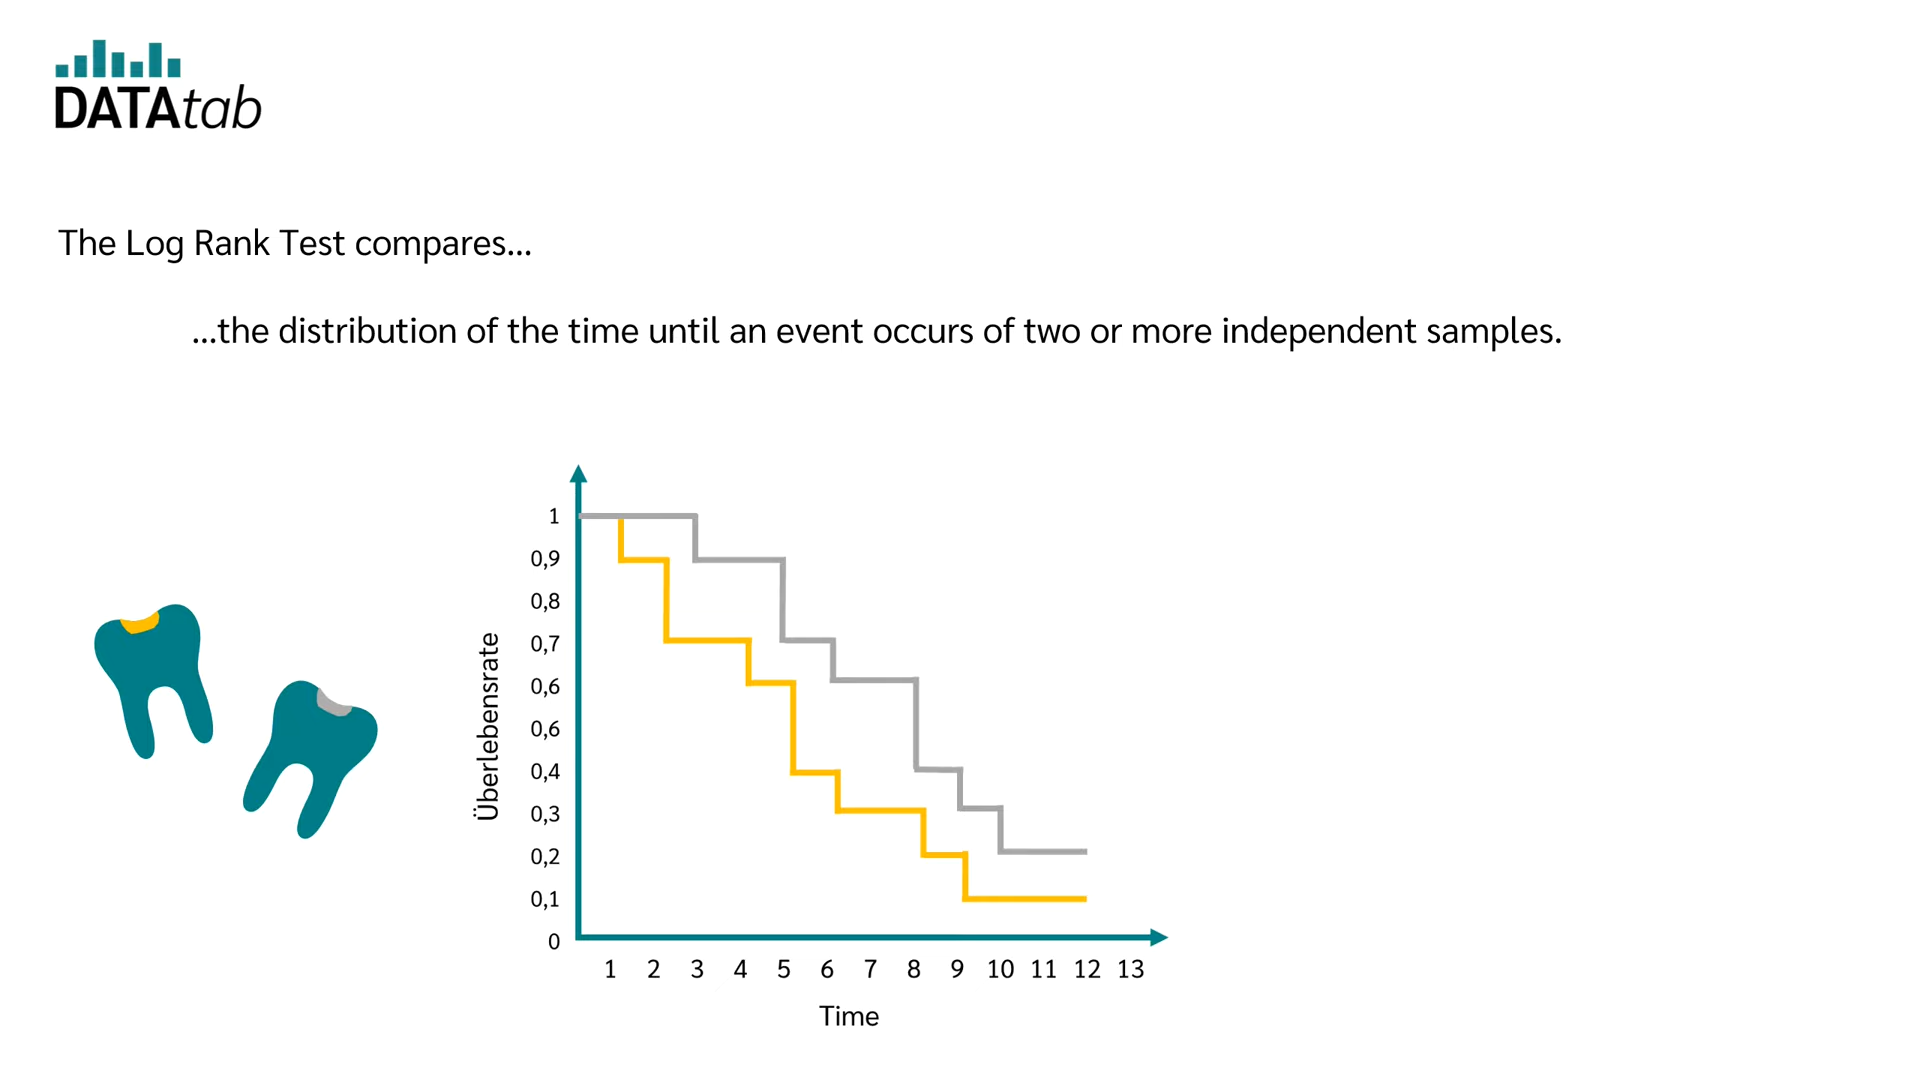 DATAtab
The Log Rank Test compares...
...the distribution of the time until an event occurs of two or more independent samples.
Überlebensrate
1
0,9
0,8
0,7
0,6
0,6
0,4
0,3
0,2
0,1
0
1 2 3 4 5 6 7 8 9 10 11 12 13
Time